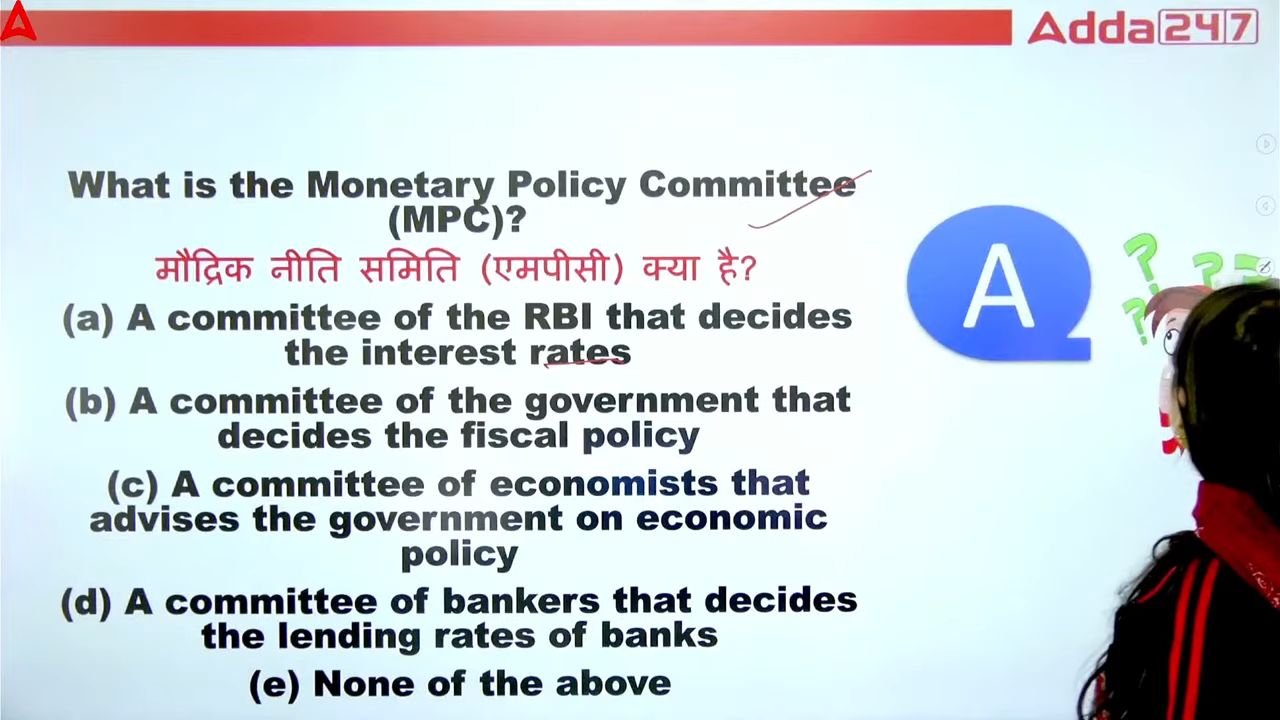 Adda247
What is the Monetary Policy Committee
(MPC)?
मौद्रिक नीति समिति (एमपीसी) क्या है?
(a) A committee of the RBI that decides
the interest rates
(b) A committee of the government that
decides the fiscal policy
(c) A committee of economists that
advises the government on economic
policy
(d) A committee of bankers that decides
the lending rates of banks
(e) None of the above
A
? ? ?